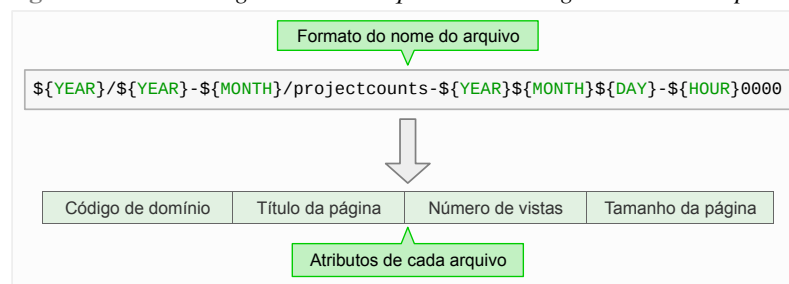 Formato do nome do arquivo
${YEAR}/${YEAR}-${MONTH}/projectcounts-${YEAR}${MONTH}${DAY}-${HOUR}0000
Código de domínio Título da página Número de vistas Tamanho da página
Atributos de cada arquivo